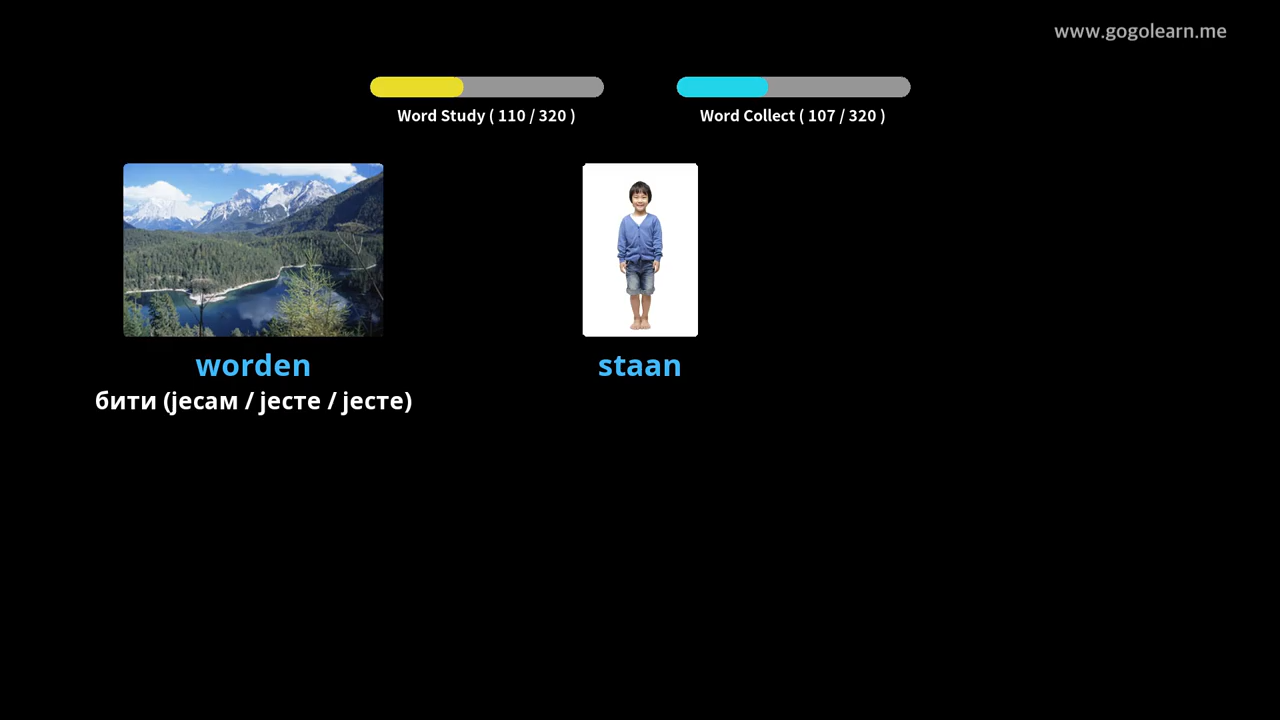 www.gogolearn.me
Word Study ( 110 / 320 )
Word Collect ( 107 / 320 )
worden
staan
бити (јесам / јесте / јесте)